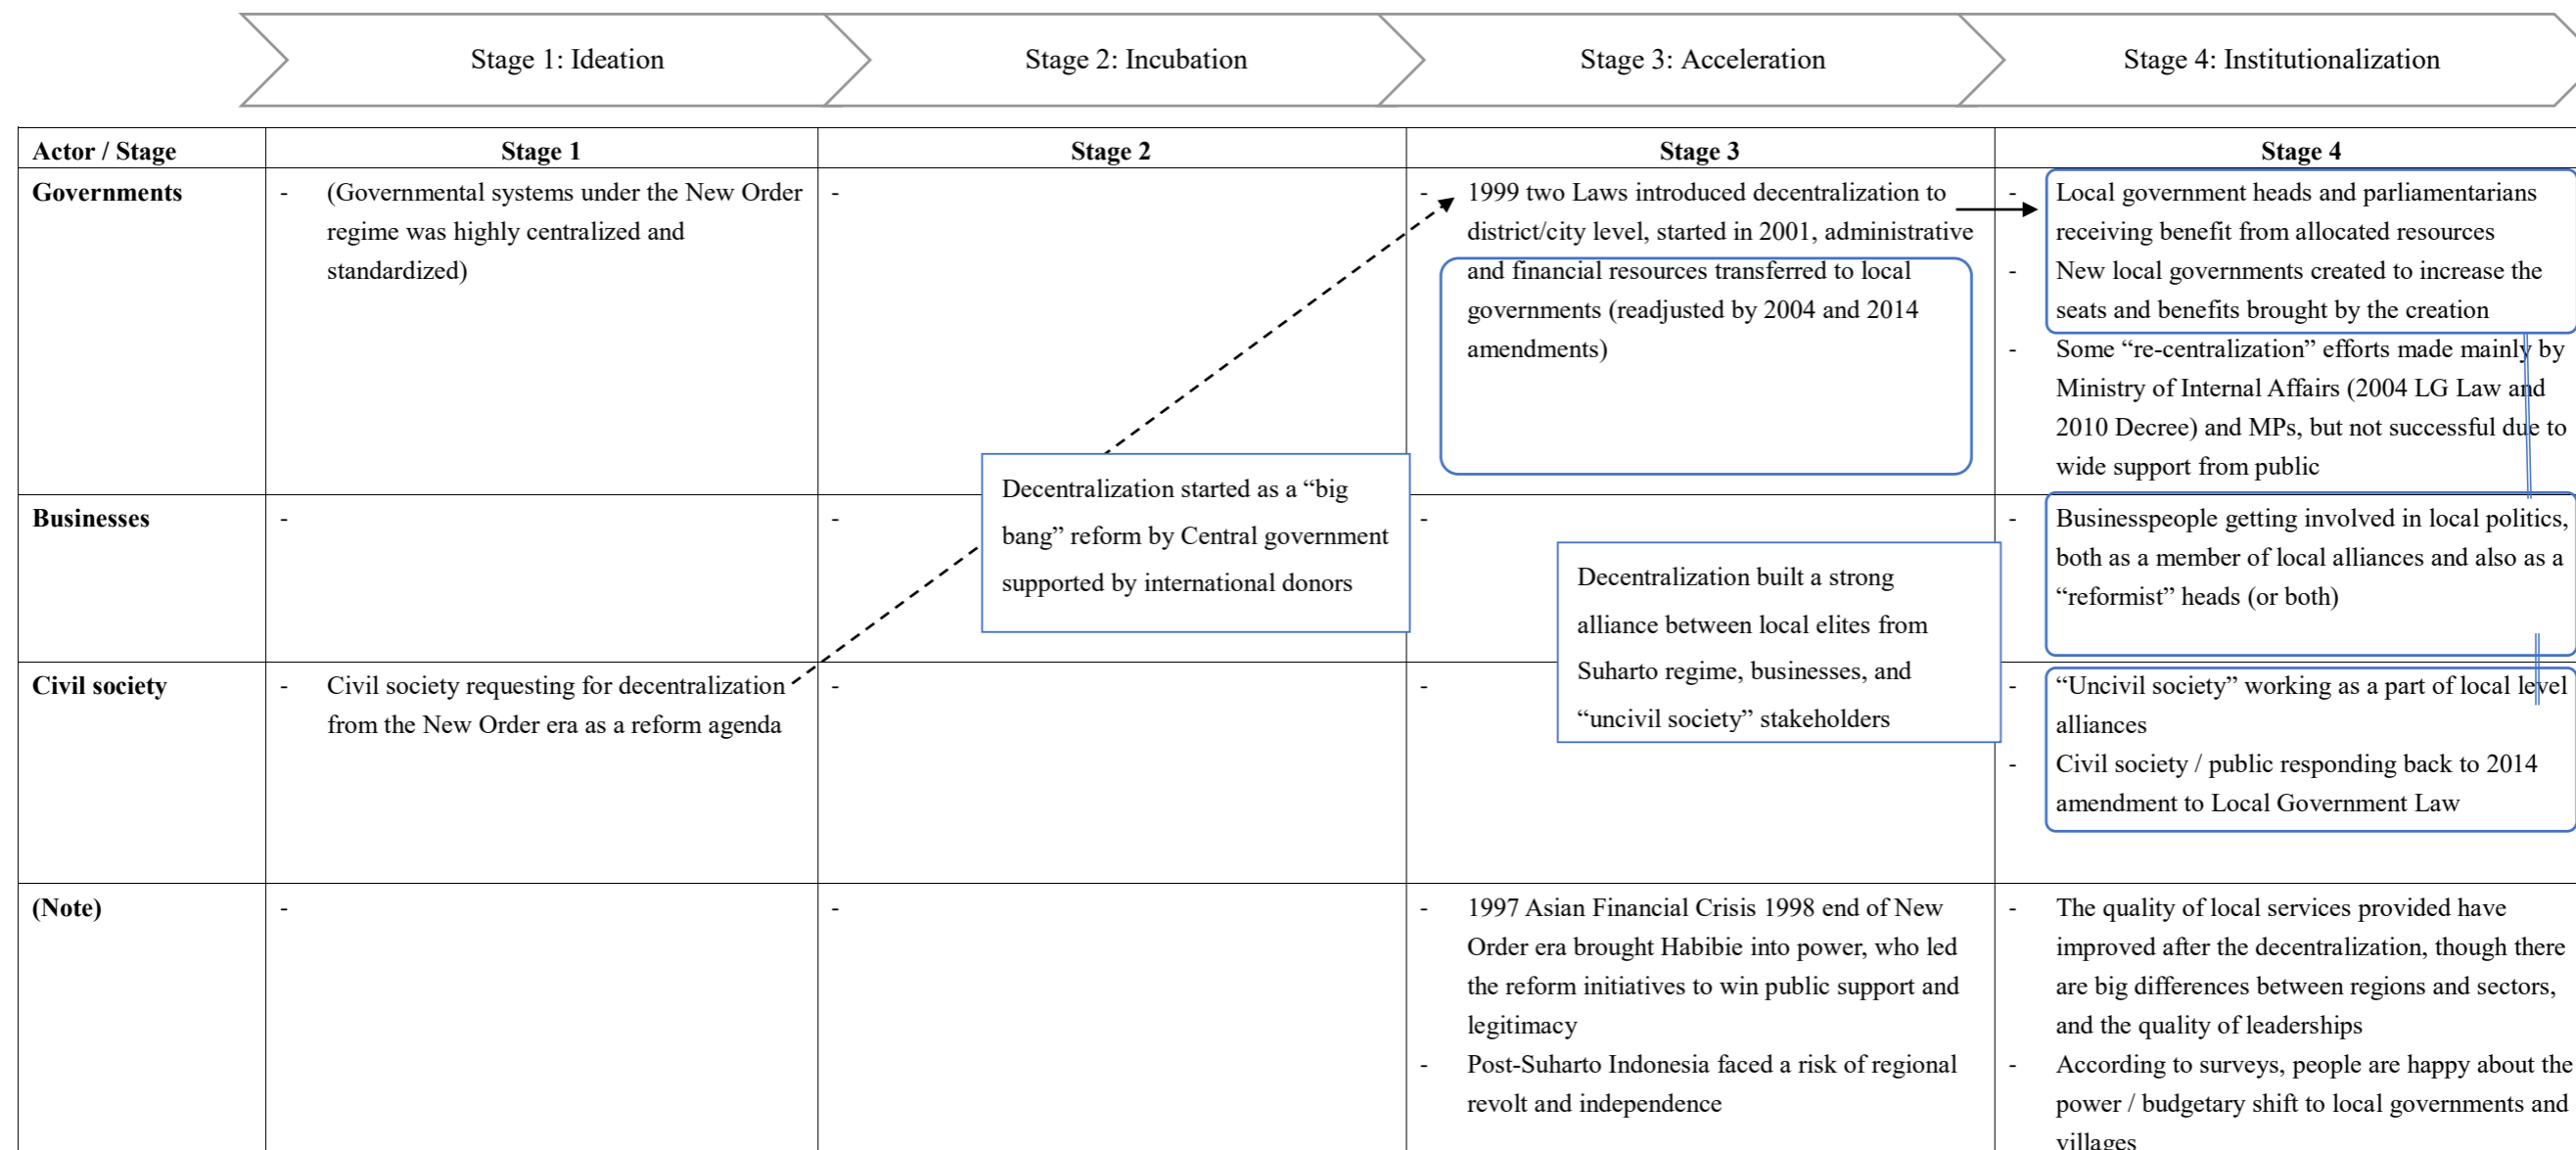 Stage 1: Ideation
Stage 2: Incubation
Stage 3: Acceleration
Stage 4: Institutionalization
Actor / Stage
Stage 1
Stage 2
Stage 3
Stage 4
Governments
- (Governmental systems under the New Order
regime was highly centralized and
standardized)
-
- 1999 two Laws introduced decentralization to
district/city level, started in 2001, administrative
and financial resources transferred to local
governments (readjusted by 2004 and 2014
amendments)
- Local government heads and parliamentarians
receiving benefit from allocated resources
- New local governments created to increase the
seats and benefits brought by the creation
- Some “re-centralization” efforts made mainly by
Ministry of Internal Affairs (2004 LG Law and
2010 Decree) and MPs, but not successful due to
wide support from public
Decentralization started as a “big
bang” reform by Central government
supported by international donors
Businesses
-
-
-
- Businesspeople getting involved in local politics,
both as a member of local alliances and also as a
“reformist” heads (or both)
Decentralization built a strong
alliance between local elites from
Suharto regime, businesses, and
“uncivil society” stakeholders
Civil society
- Civil society requesting for decentralization
from the New Order era as a reform agenda
-
-
- “Uncivil society” working as a part of local level
alliances
- Civil society / public responding back to 2014
amendment to Local Government Law
(Note)
-
-
- 1997 Asian Financial Crisis 1998 end of New
Order era brought Habibie into power, who led
the reform initiatives to win public support and
legitimacy
- Post-Suharto Indonesia faced a risk of regional
revolt and independence
- The quality of local services provided have
improved after the decentralization, though there
are big differences between regions and sectors,
and the quality of leaderships
- According to surveys, people are happy about the
power / budgetary shift to local governments and
villages